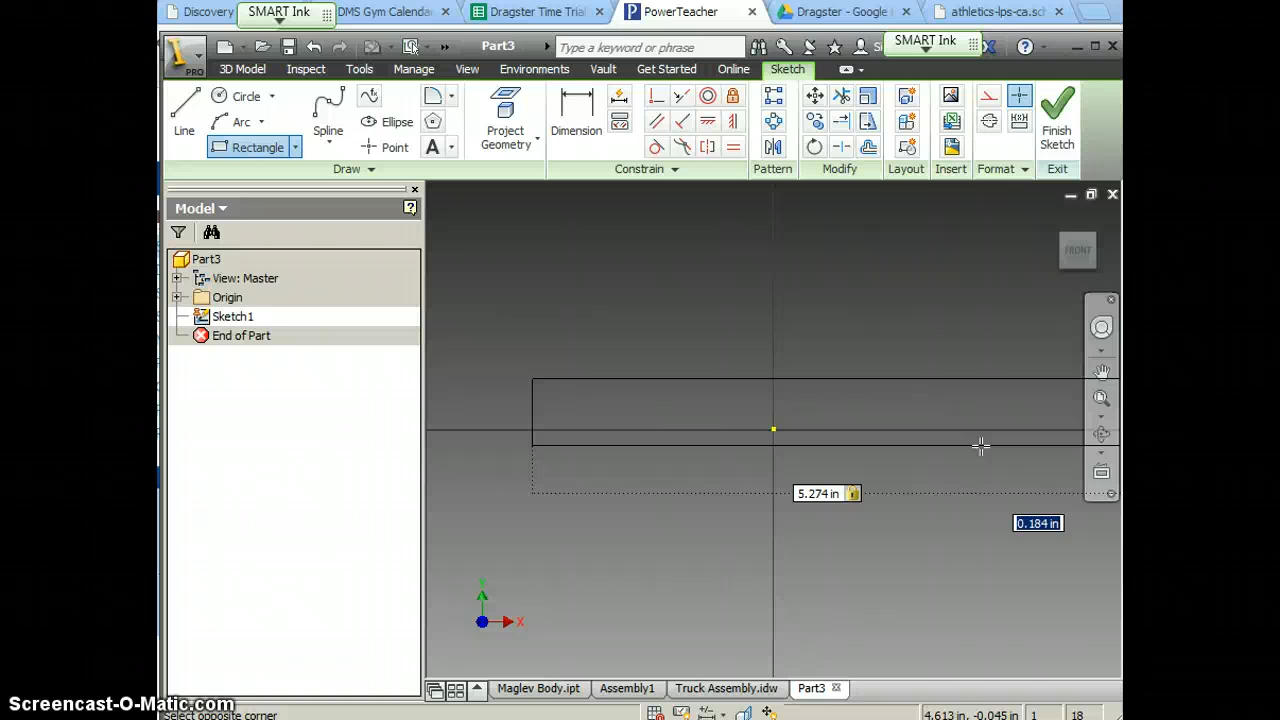 Discovery
SMART Ink
DMS Gym Calenda
Dragster Time Trial
PowerTeacher
Dragster - Google
athletics-lps-ca.sch
PRO
Part3
Type a keyword or phrase
SMART Ink
3D Model
Inspect
Tools
Manage
View
Environments
Vault
Get Started
Online
Sketch
Line
Circle
Arc
Rectangle
Spline
Ellipse
Point
A
Project
Geometry
Dimension
Finish
Sketch
Draw
Constrain
Pattern
Modify
Layout
Insert
Format
Exit
Model
Part3
View: Master
Origin
Sketch1
End of Part
FRONT
5.274 in
0.184 in
Y
X
Maglev Body.ipt
Assembly1
Truck Assembly.idw
Part3
Screencast-O-Matic.com
Select opposite corner
4.613 in, -0.045 in
1
18